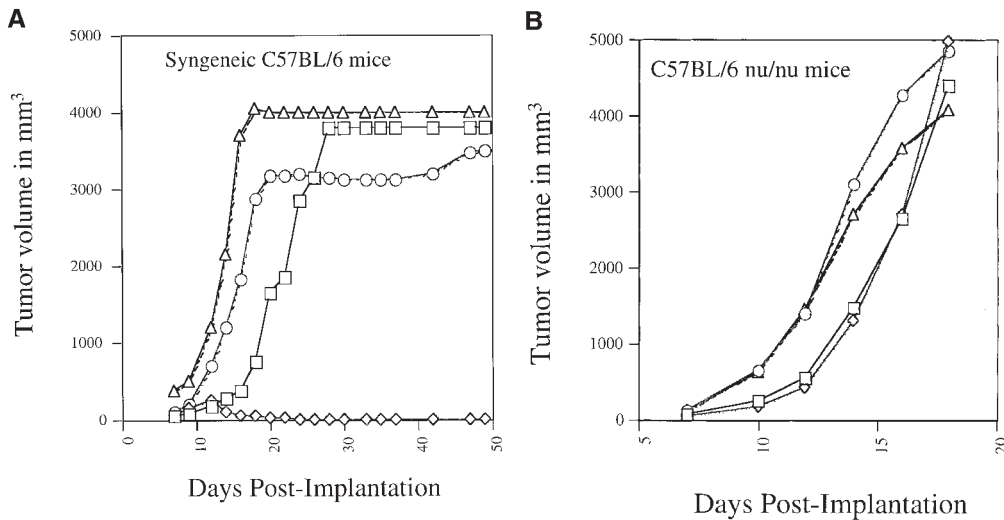 A
Syngeneic C57BL/6 mice
Tumor volume in mm³
5000
4000
3000
2000
1000
0
0
10
20
30
40
50
Days Post-Implantation
B
C57BL/6 nu/nu mice
Tumor volume in mm³
5000
4000
3000
2000
1000
0
5
10
15
20
Days Post-Implantation